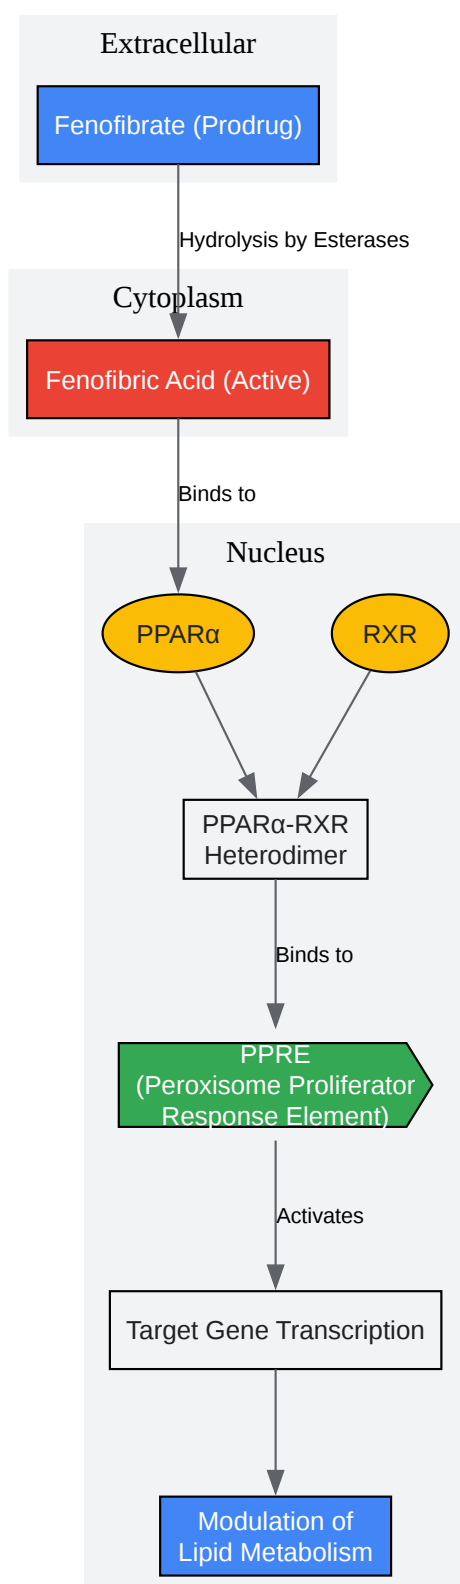 Extracellular
Fenofibrate (Prodrug)
Hydrolysis by Esterases
Cytoplasm
Fenofibric Acid (Active)
Binds to
Nucleus
PPARα
RXR
PPARα-RXR
Heterodimer
Binds to
PPRE
(Peroxisome Proliferator
Response Element)
Activates
Target Gene Transcription
Modulation of
Lipid Metabolism